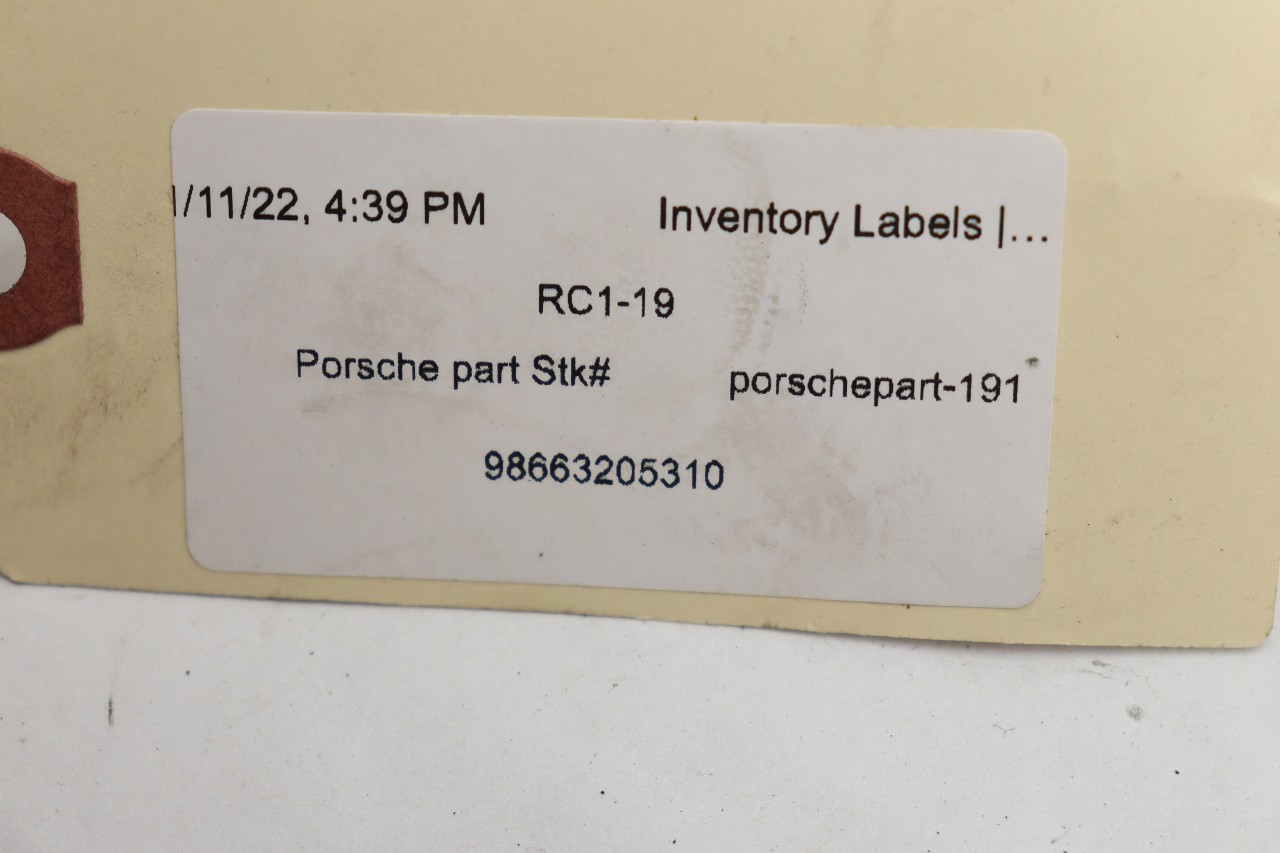 /11/22, 4:39 PM Inventory Labels |...
RC1-19
Porsche part Stk# porschepart-191
98663205310